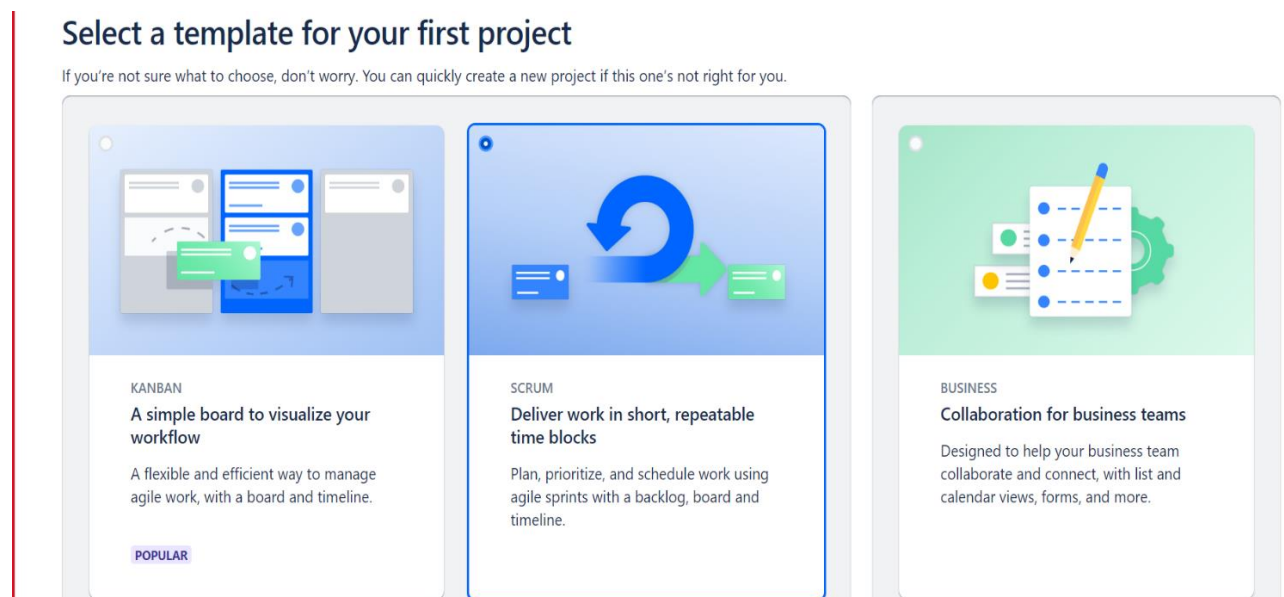 Select a template for your first project
If you're not sure what to choose, don't worry. You can quickly create a new project if this one's not right for you.
KANBAN
A simple board to visualize your
workflow
A flexible and efficient way to manage
agile work, with a board and timeline.
POPULAR
SCRUM
Deliver work in short, repeatable
time blocks
Plan, prioritize, and schedule work using
agile sprints with a backlog, board and
timeline.
BUSINESS
Collaboration for business teams
Designed to help your business team
collaborate and connect, with list and
calendar views, forms, and more.